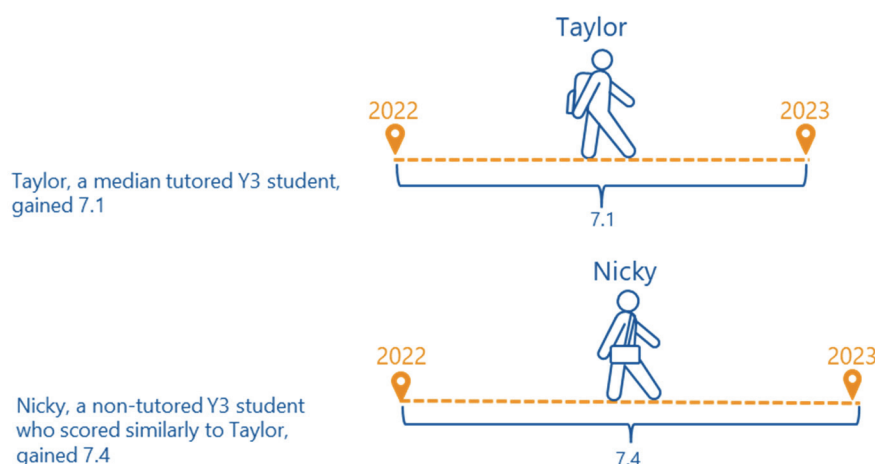 Taylor
2022
2023
Taylor, a median tutored Y3 student,
gained 7.1
7.1
Nicky
2022
2023
Nicky, a non-tutored Y3 student
who scored similarly to Taylor,
gained 7.4
7.4